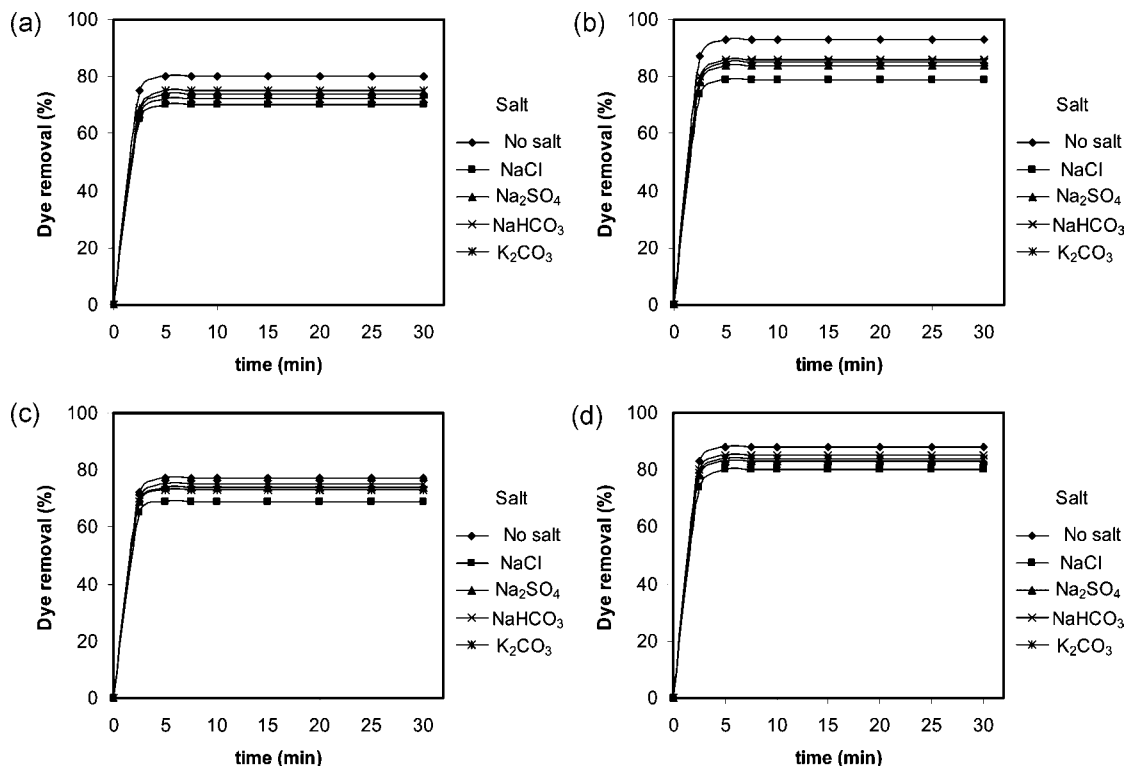 (a)
100
80
60
40
20
0
Dye removal (%)
0 5 10 15 20 25 30
time (min)
Salt
No salt
NaCl
Na₂SO₄
NaHCO₃
K₂CO₃
(b)
100
80
60
40
20
0
Dye removal (%)
0 5 10 15 20 25 30
time (min)
Salt
No salt
NaCl
Na₂SO₄
NaHCO₃
K₂CO₃
(c)
100
80
60
40
20
0
Dye removal (%)
0 5 10 15 20 25 30
time (min)
Salt
No salt
NaCl
Na₂SO₄
NaHCO₃
K₂CO₃
(d)
100
80
60
40
20
0
Dye removal (%)
0 5 10 15 20 25 30
time (min)
Salt
No salt
NaCl
Na₂SO₄
NaHCO₃
K₂CO₃